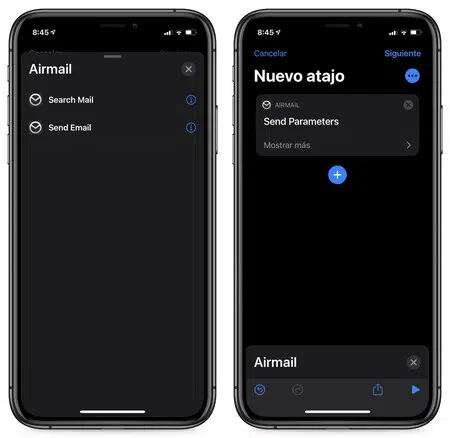 8:45
Airmail
Search Mail
Send Email
8:45
Cancelar
Siguiente
Nuevo atajo
AIRMAIL
Send Parameters
Mostrar más
Airmail